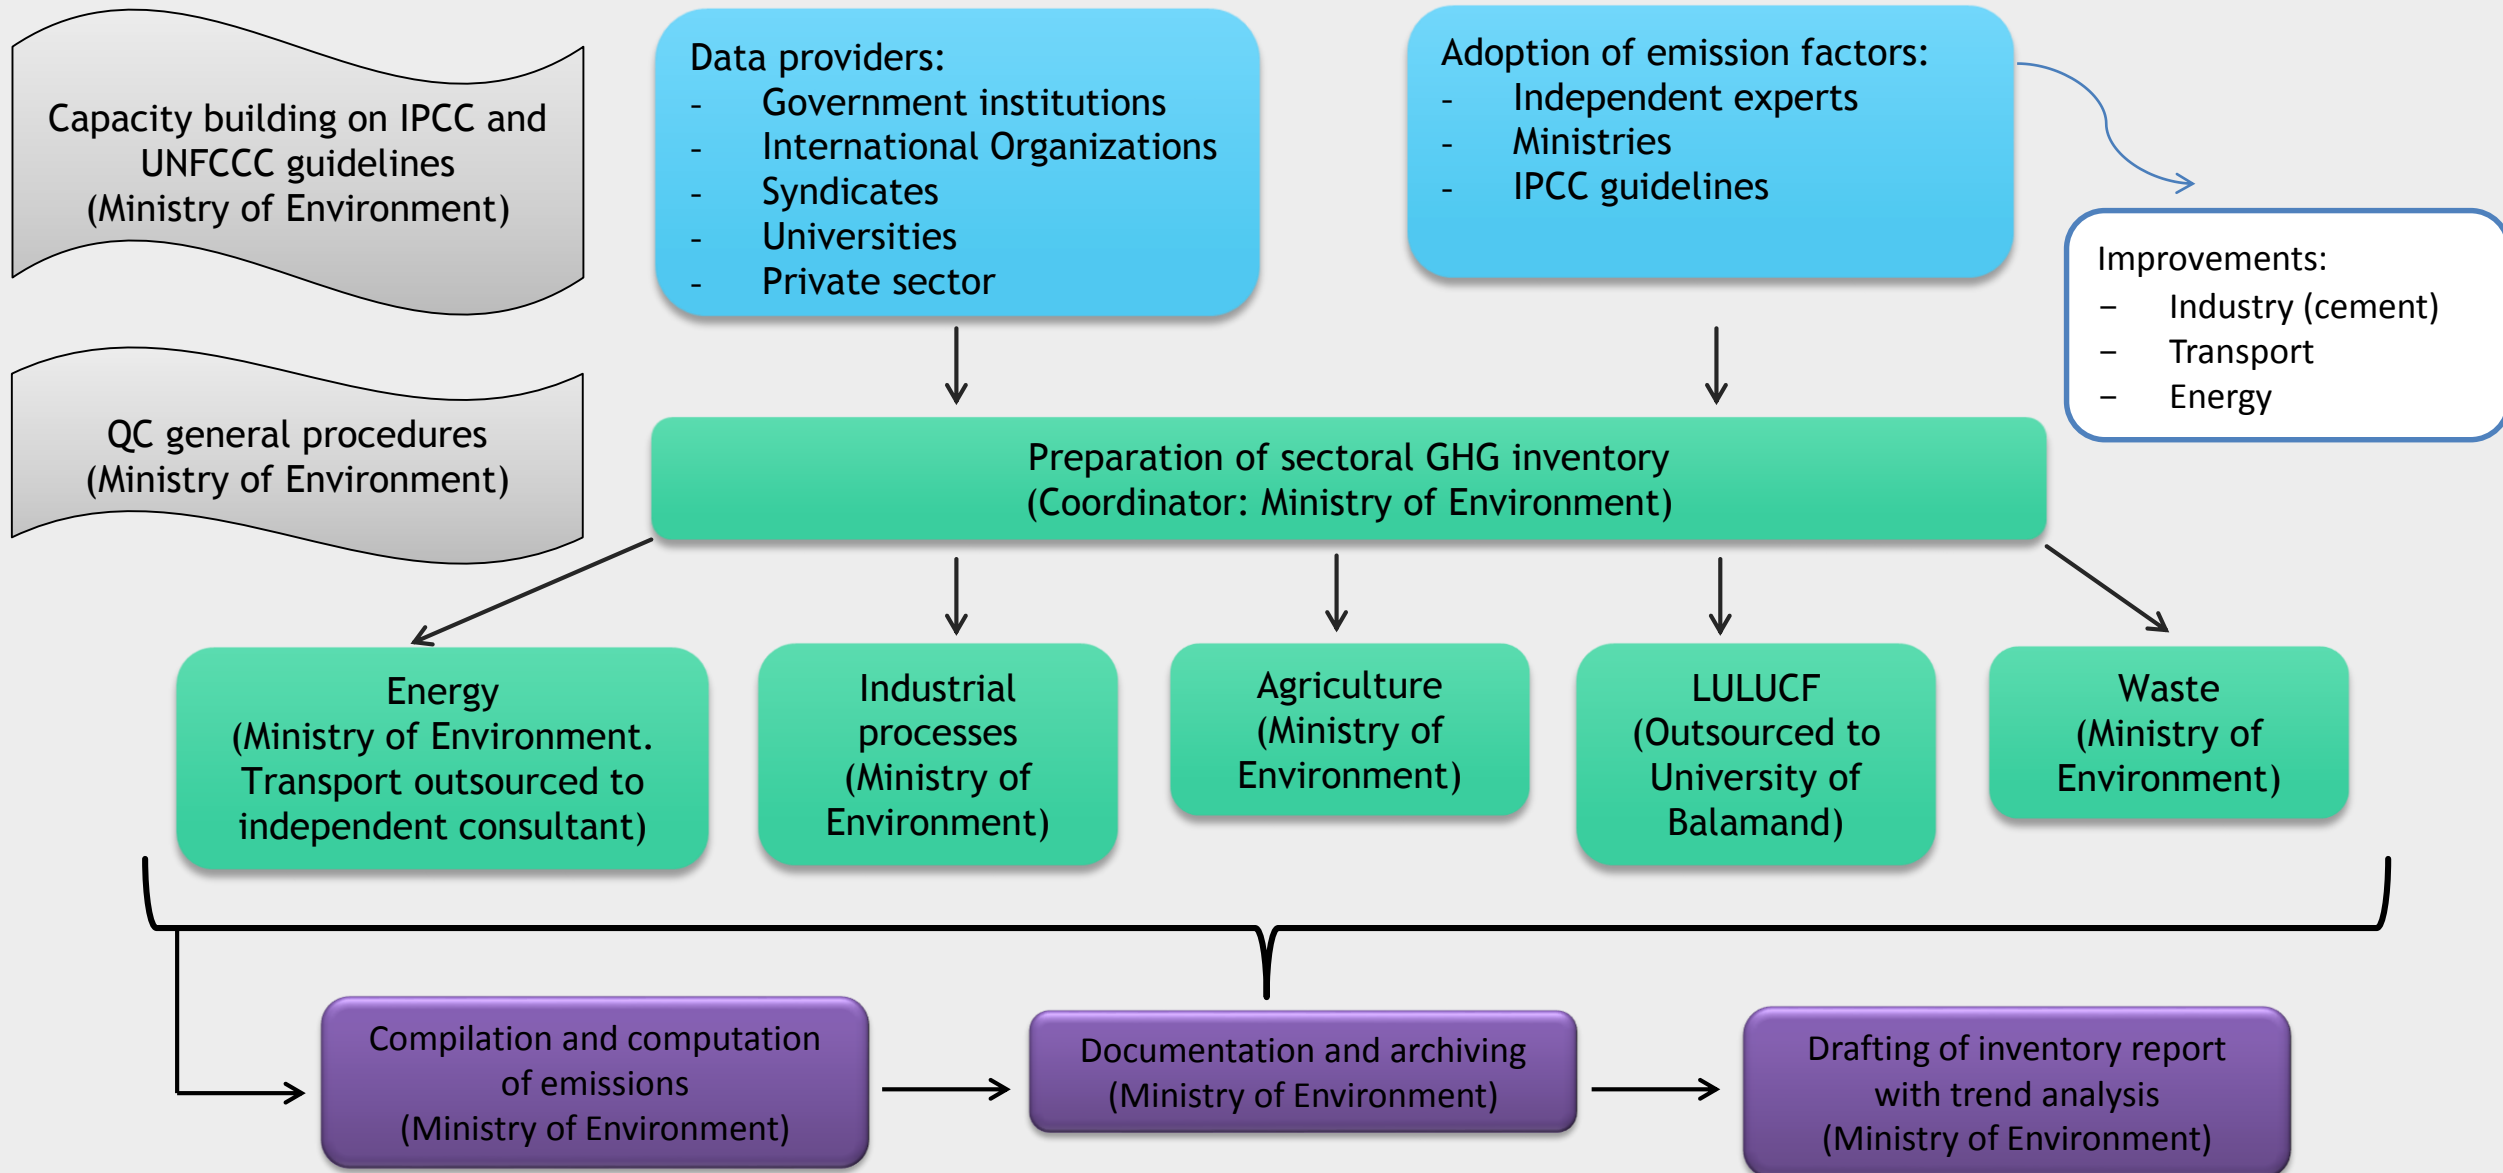 Capacity building on IPCC and
UNFCCC guidelines
(Ministry of Environment)
Data providers:
- Government institutions
- International Organizations
- Syndicates
- Universities
- Private sector
Adoption of emission factors:
- Independent experts
- Ministries
- IPCC guidelines
Improvements:
– Industry (cement)
– Transport
– Energy
QC general procedures
(Ministry of Environment)
Preparation of sectoral GHG inventory
(Coordinator: Ministry of Environment)
Energy
(Ministry of Environment.
Transport outsourced to
independent consultant)
Industrial
processes
(Ministry of
Environment)
Agriculture
(Ministry of
Environment)
LULUCF
(Outsourced to
University of
Balamand)
Waste
(Ministry of
Environment)
Compilation and computation
of emissions
(Ministry of Environment)
Documentation and archiving
(Ministry of Environment)
Drafting of inventory report
with trend analysis
(Ministry of Environment)